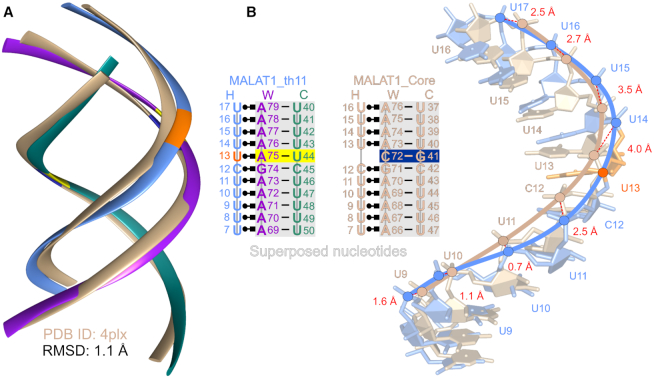 A
B
PDB ID: 4plx
RMSD: 1.1 Å
MALAT1_th11
H W C
17 U A 79 – U 40
16 U A 78 – U 41
15 U A 77 – U 42
14 U A 76 – U 43
13 U A 75 – U 44
12 C G 74 – C 45
11 U A 73 – U 46
10 U A 72 – U 47
9 U A 71 – U 48
8 U A 70 – U 49
7 U A 69 – U 50
MALAT1_Core
H W C
16 U A 76 – U 37
15 U A 75 – U 38
14 U A 74 – U 39
13 U A 73 – U 40
C 72 – G 41
12 C G 71 – C 42
11 U A 70 – U 43
10 U A 69 – U 44
9 U A 68 – U 45
8 U A 67 – U 46
7 U A 66 – U 47
Superposed nucleotides
U17
2.5 Å
U16
2.7 Å
U16
U15
U15
3.5 Å
U14
U14
4.0 Å
U13
U13
C12
C12
U11
2.5 Å
U11
0.7 Å
U10
U10
U9
1.1 Å
1.6 Å
U9